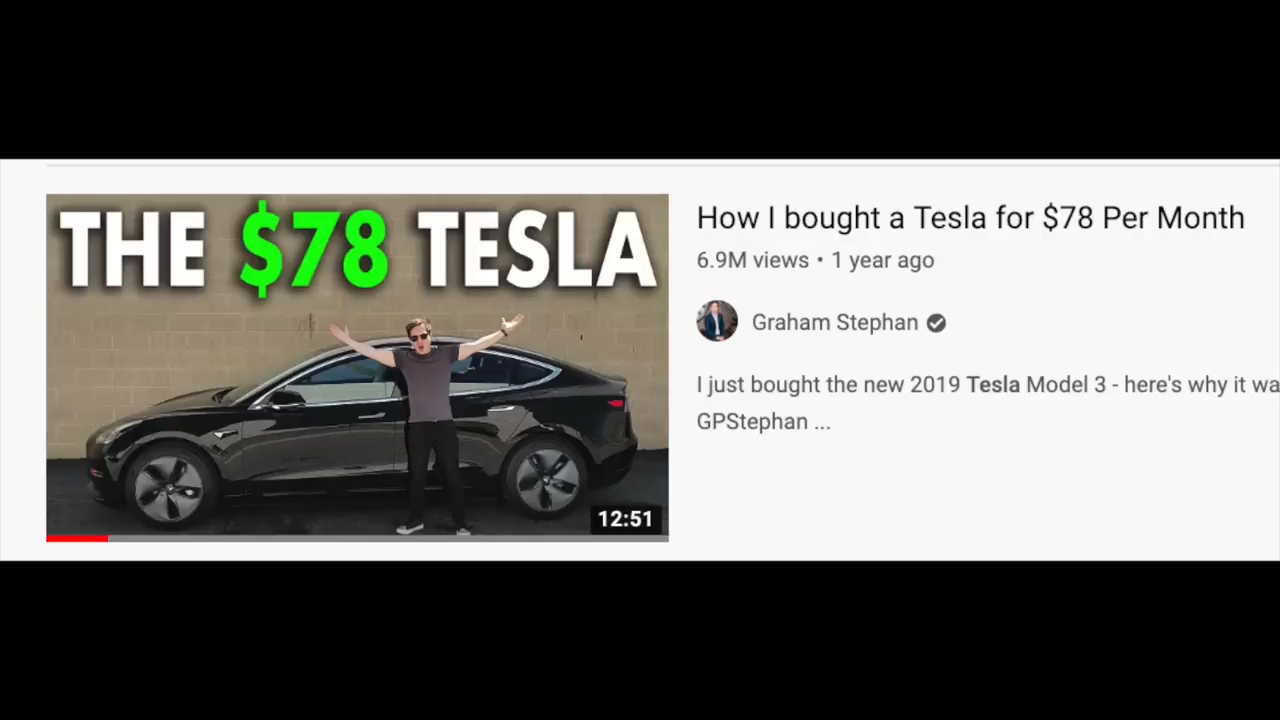 THE $78 TESLA
12:51
How I bought a Tesla for $78 Per Month
6.9M views • 1 year ago
Graham Stephan
I just bought the new 2019 Tesla Model 3 - here's why it wa
GPStephan ...